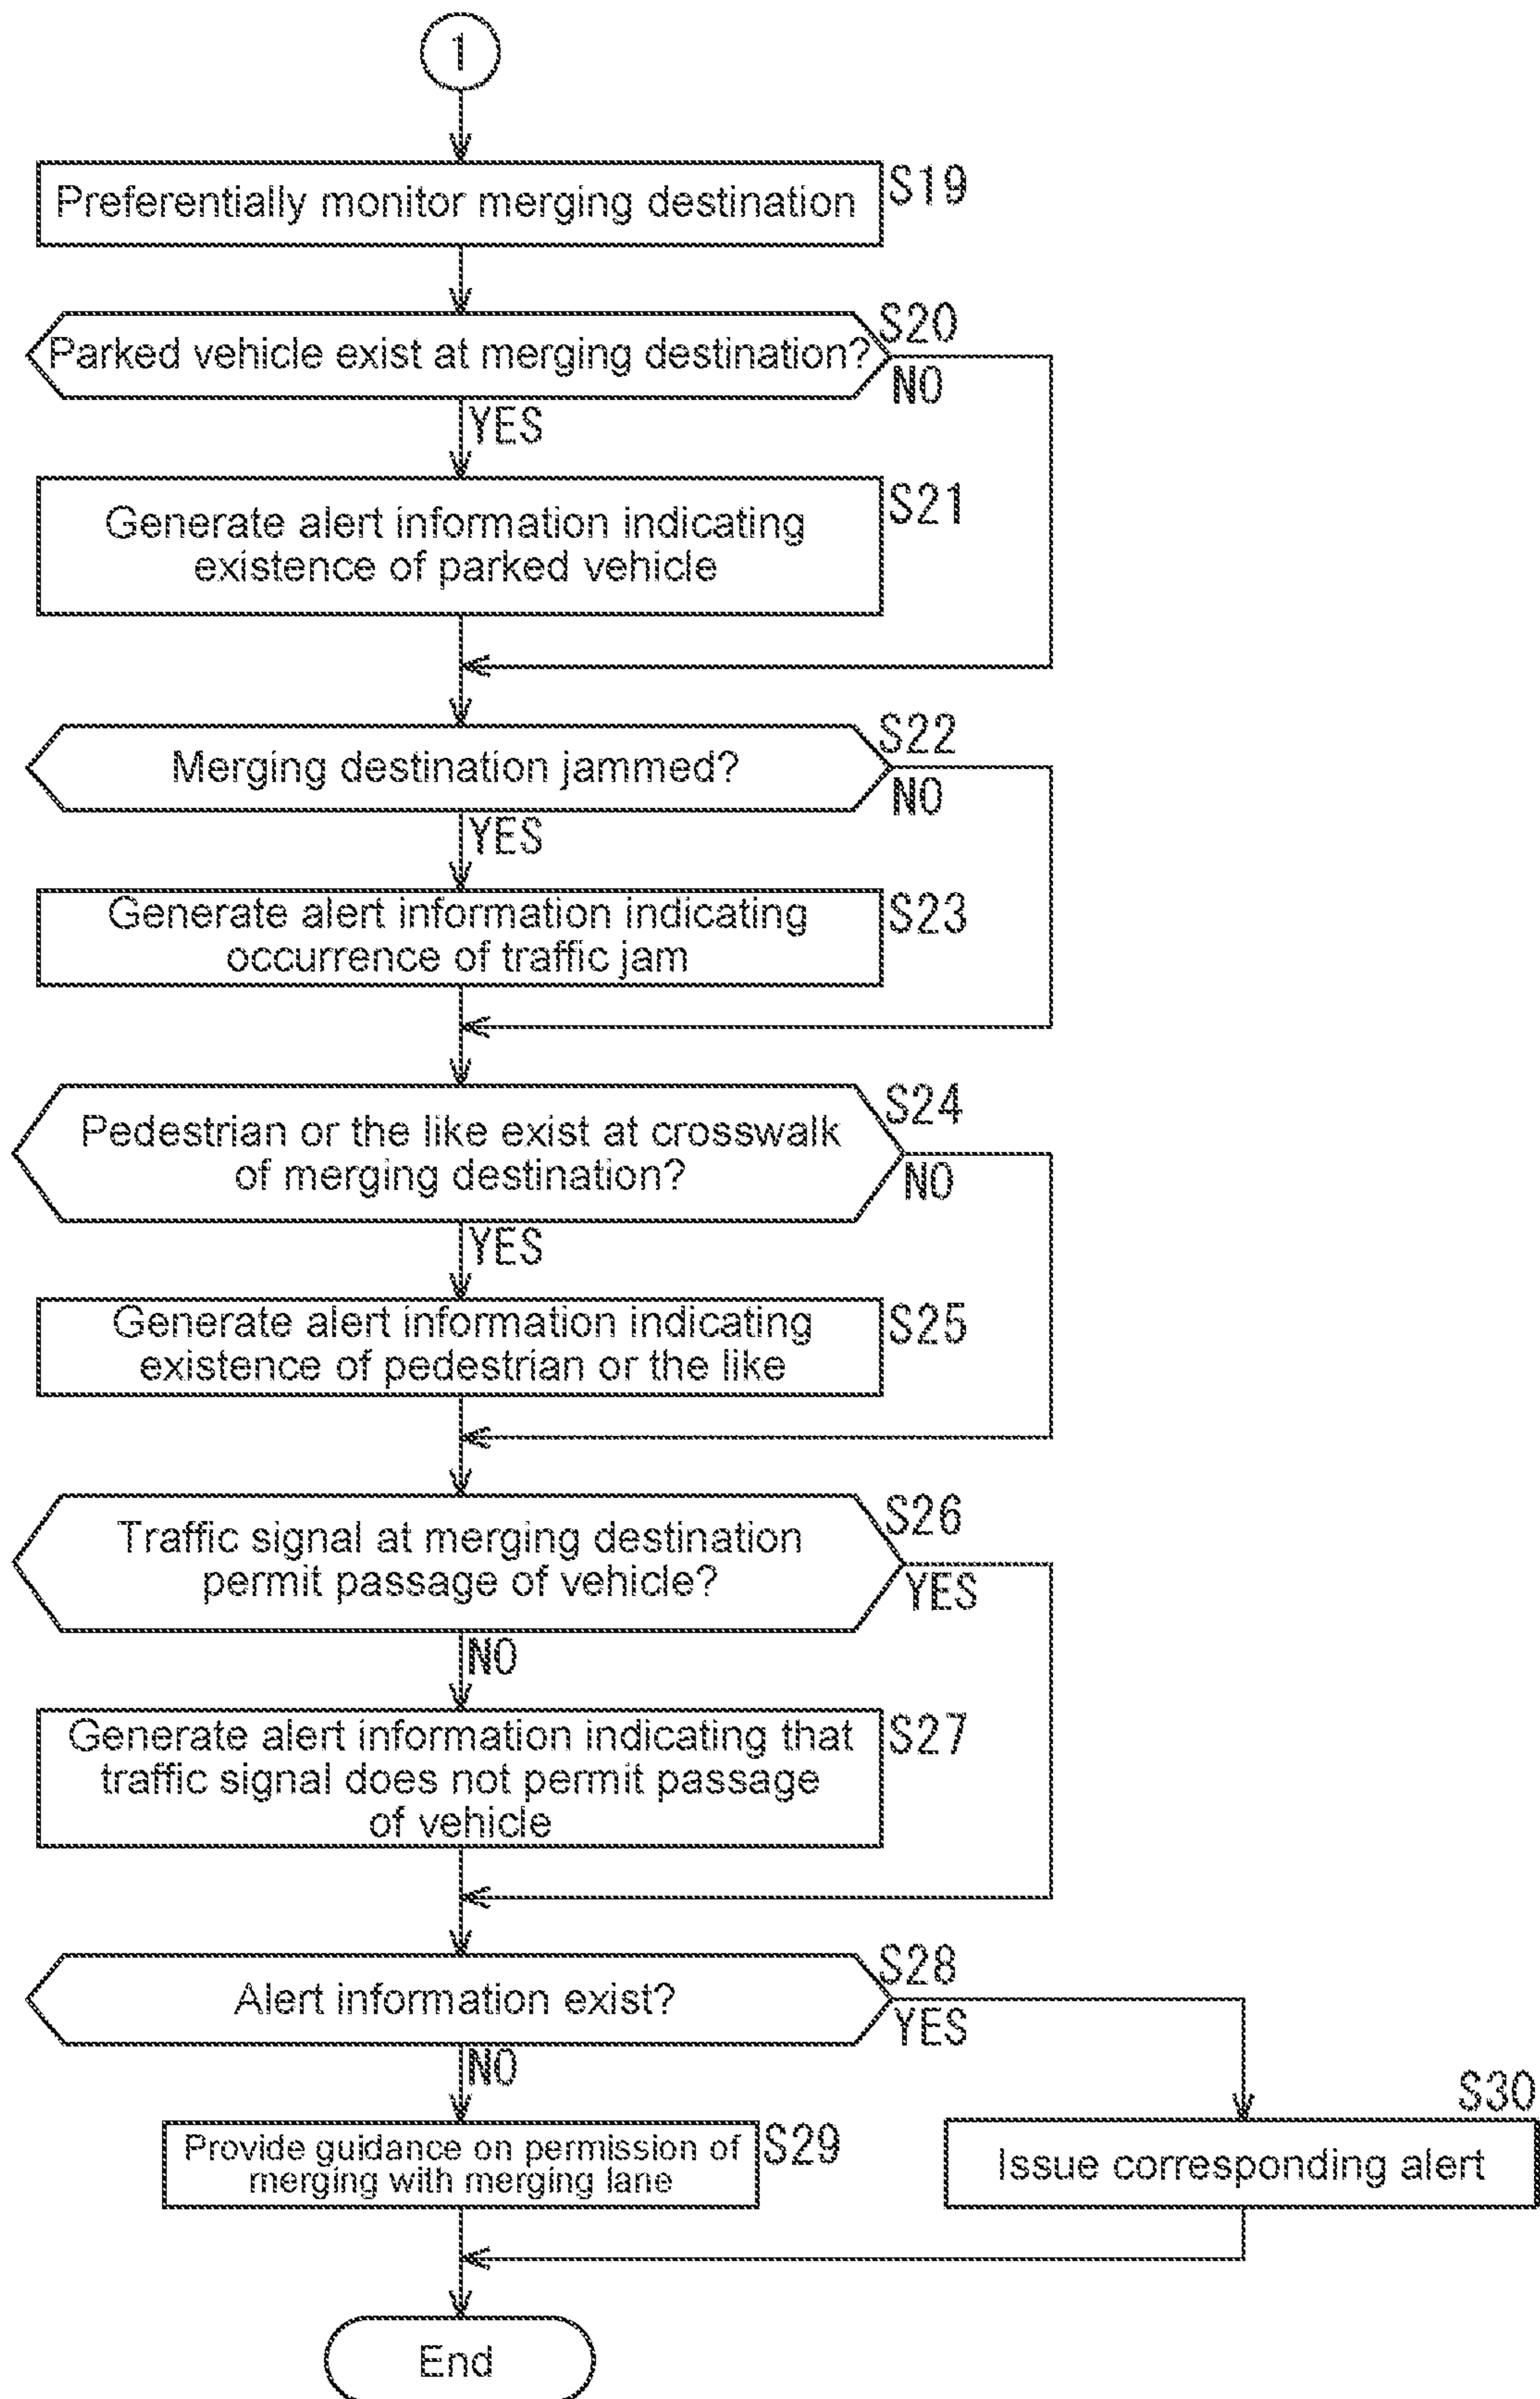 1
Preferentially monitor merging destination
S19
Parked vehicle exist at merging destination?
S20
NO
YES
Generate alert information indicating
existence of parked vehicle
S21
Merging destination jammed?
S22
NO
YES
Generate alert information indicating
occurrence of traffic jam
S23
Pedestrian or the like exist at crosswalk
of merging destination?
S24
NO
YES
Generate alert information indicating
existence of pedestrian or the like
S25
Traffic signal at merging destination
permit passage of vehicle?
S26
YES
NO
Generate alert information indicating that
traffic signal does not permit passage
of vehicle
S27
Alert information exist?
S28
YES
NO
Provide guidance on permission of
merging with merging lane
S29
S30
Issue corresponding alert
End